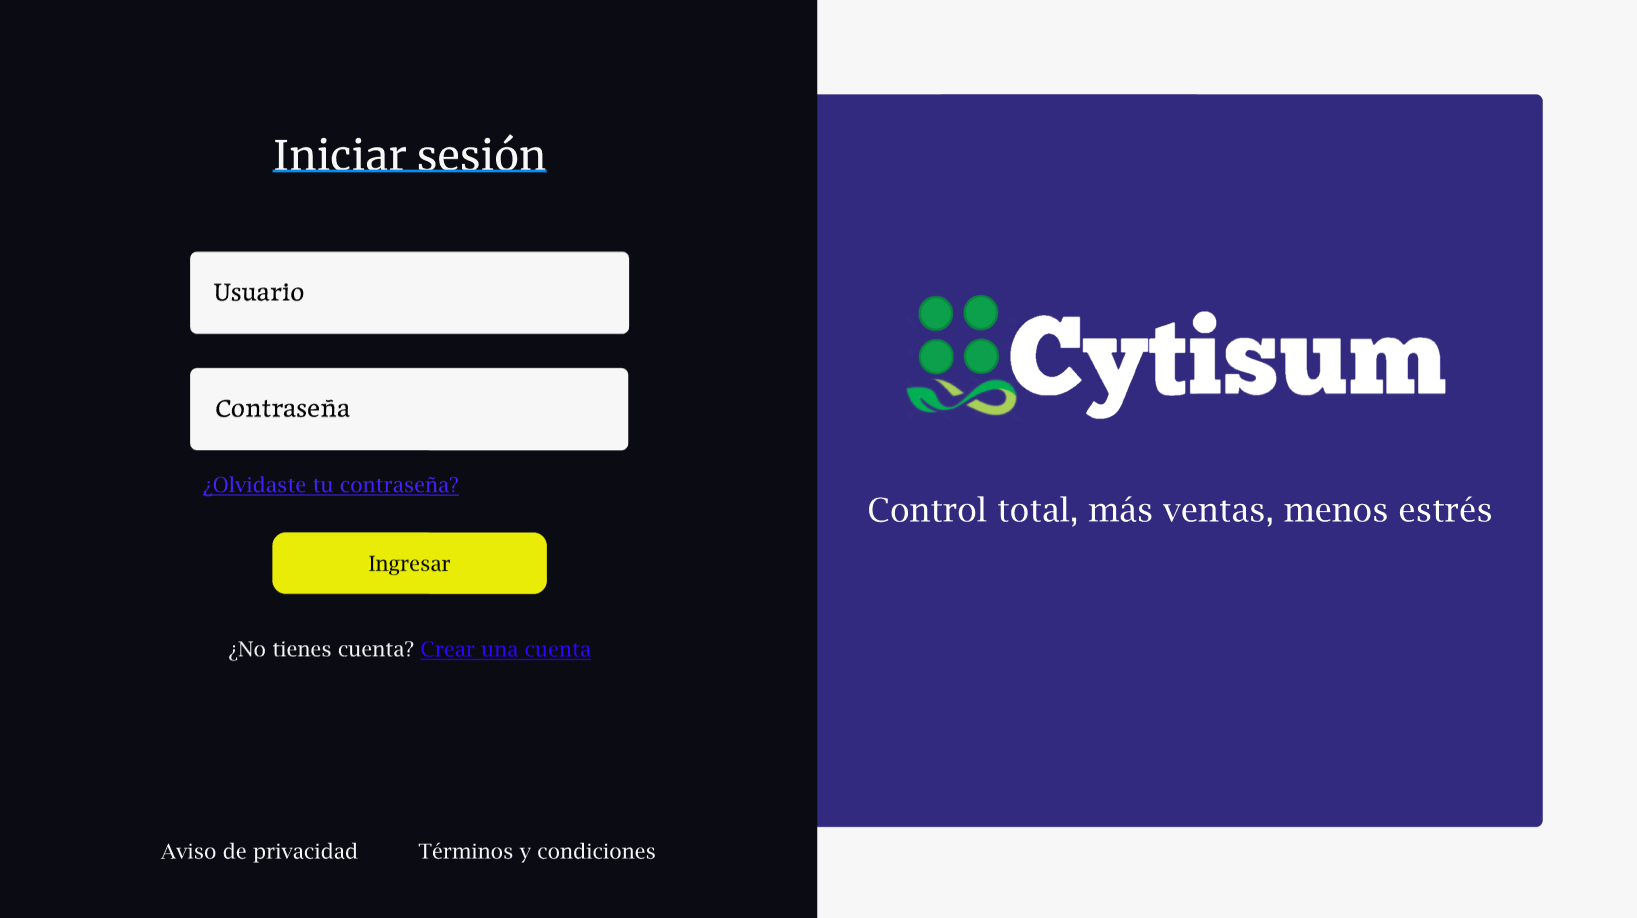 Iniciar sesión
Usuario
Contraseña
¿Olvidaste tu contraseña?
Ingresar
¿No tienes cuenta? Crear una cuenta
Aviso de privacidad
Términos y condiciones
Cytisum
Control total, más ventas, menos estrés